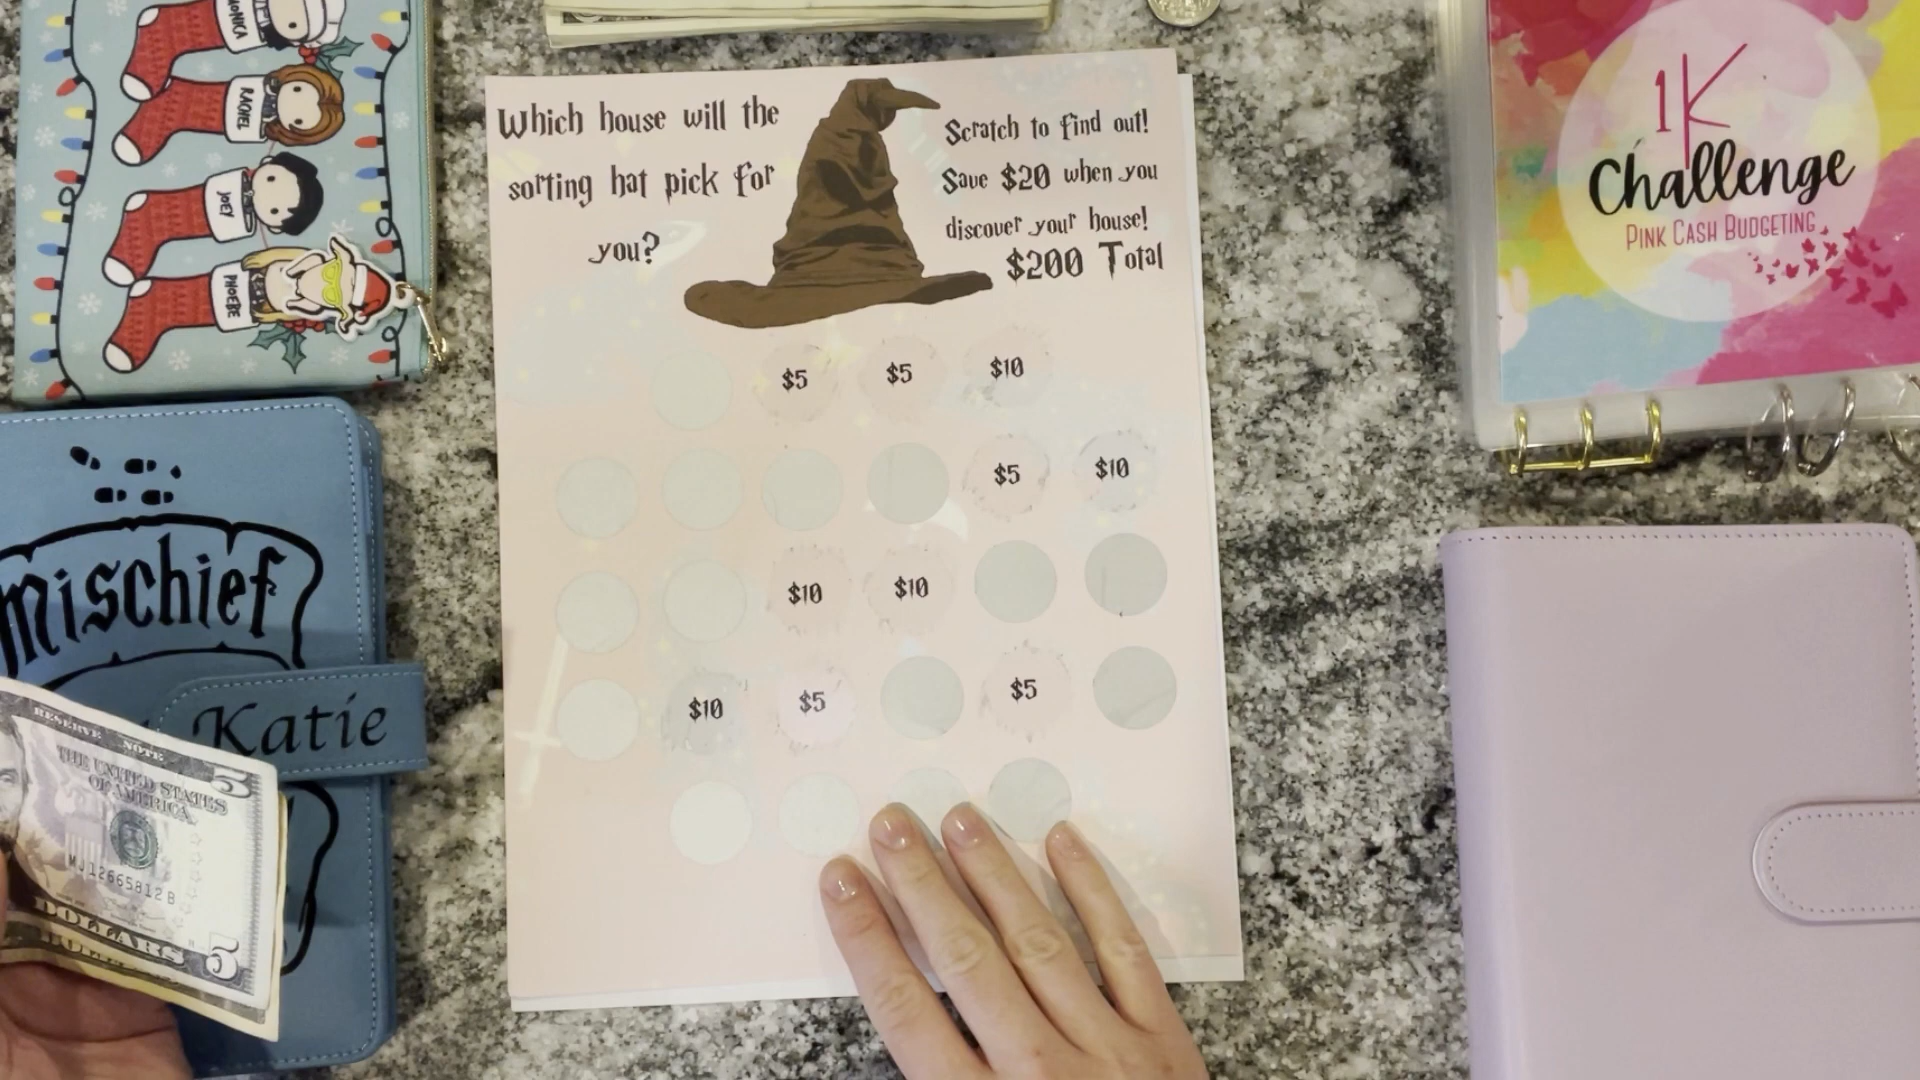 MONICA
RACHEL
JOEY
PHOEBE
Which house will the
sorting hat pick for
you?
Scratch to find out!
Save $20 when you
discover your house!
$200 Total
$5
$5
$10
$5
$10
$10
$10
$10
$5
$5
1K
Challenge
PINK CASH BUDGETING
mischief
Katie
RESERVE NOTE
THE UNITED STATES
OF AMERICA
5
MJ12665812B
DOLLARS
5